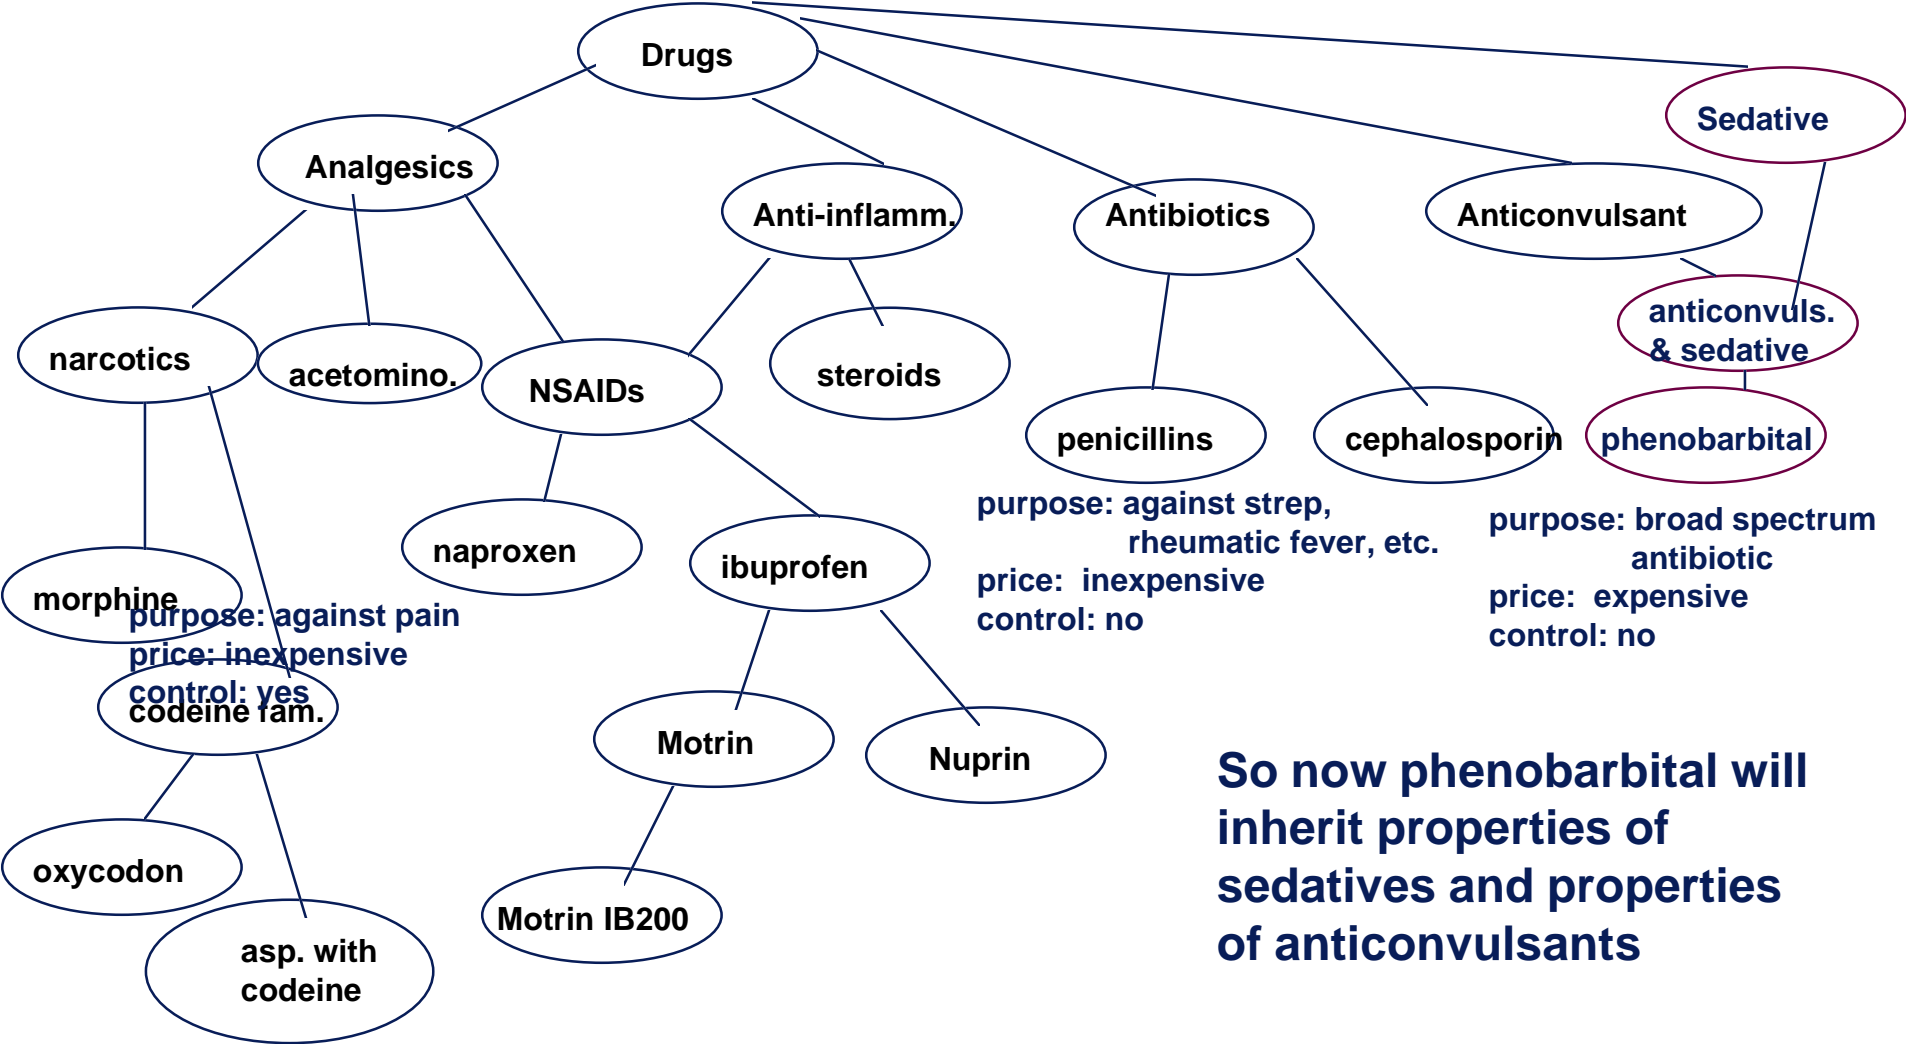 Drugs
Sedative
Analgesics
Anti-inflamm.
Antibiotics
Anticonvulsant
anticonvuls.
& sedative
narcotics
acetomino.
NSAIDs
steroids
penicillins
cephalosporin
phenobarbital
purpose: against strep,
rheumatic fever, etc.
price: inexpensive
control: no
purpose: broad spectrum
antibiotic
price: expensive
control: no
naproxen
ibuprofen
morphine
purpose: against pain
price: inexpensive
control: yes
codeine fam.
Motrin
Nuprin
So now phenobarbital will
inherit properties of
sedatives and properties
of anticonvulsants
oxycodon
Motrin IB200
asp. with
codeine